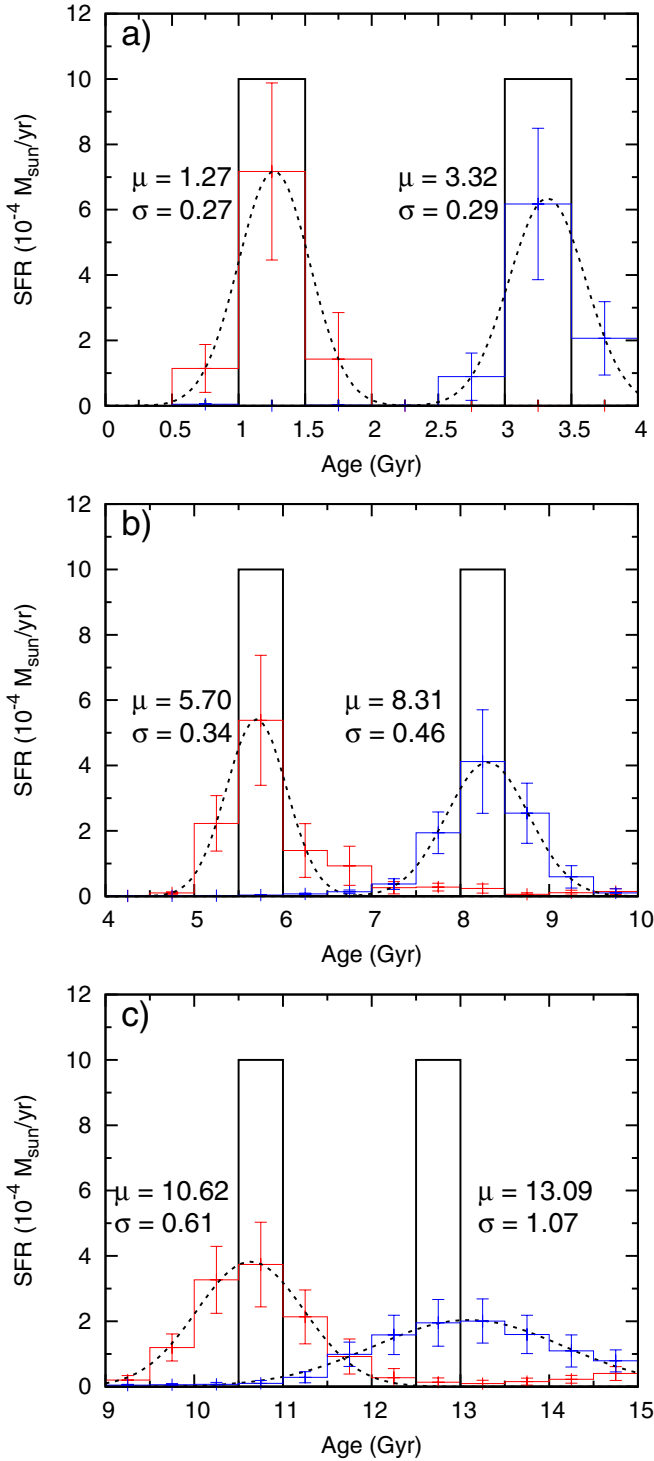 a)
12
10
8
6
4
2
0
SFR (10⁻⁴ M_sun/yr)
μ = 1.27
σ = 0.27
μ = 3.32
σ = 0.29
0 0.5 1 1.5 2 2.5 3 3.5 4
Age (Gyr)
b)
12
10
8
6
4
2
0
SFR (10⁻⁴ M_sun/yr)
μ = 5.70
σ = 0.34
μ = 8.31
σ = 0.46
4 5 6 7 8 9 10
Age (Gyr)
c)
12
10
8
6
4
2
0
SFR (10⁻⁴ M_sun/yr)
μ = 10.62
σ = 0.61
μ = 13.09
σ = 1.07
9 10 11 12 13 14 15
Age (Gyr)